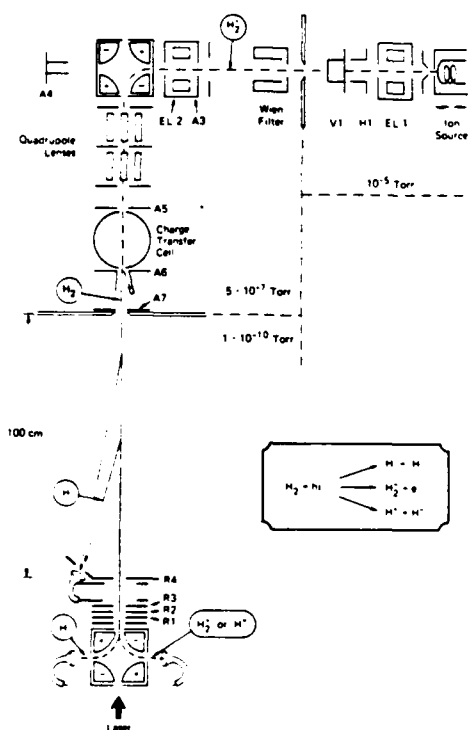 H₂⁺
A4
EL 2
A3
Wien
Filter
V1
H1
EL 1
Ion
Source
Quadrupole
Lenses
10⁻⁵ Torr
A5
Charge
Transfer
Cell
A6
H₂
A7
5 · 10⁻⁷ Torr
1 · 10⁻¹⁰ Torr
100 cm
H
H₂ + hν
H + H
H₂⁺ + e
H⁺ + H⁻
R4
R3
R2
R1
H
H₂⁺ or H⁺
Laser